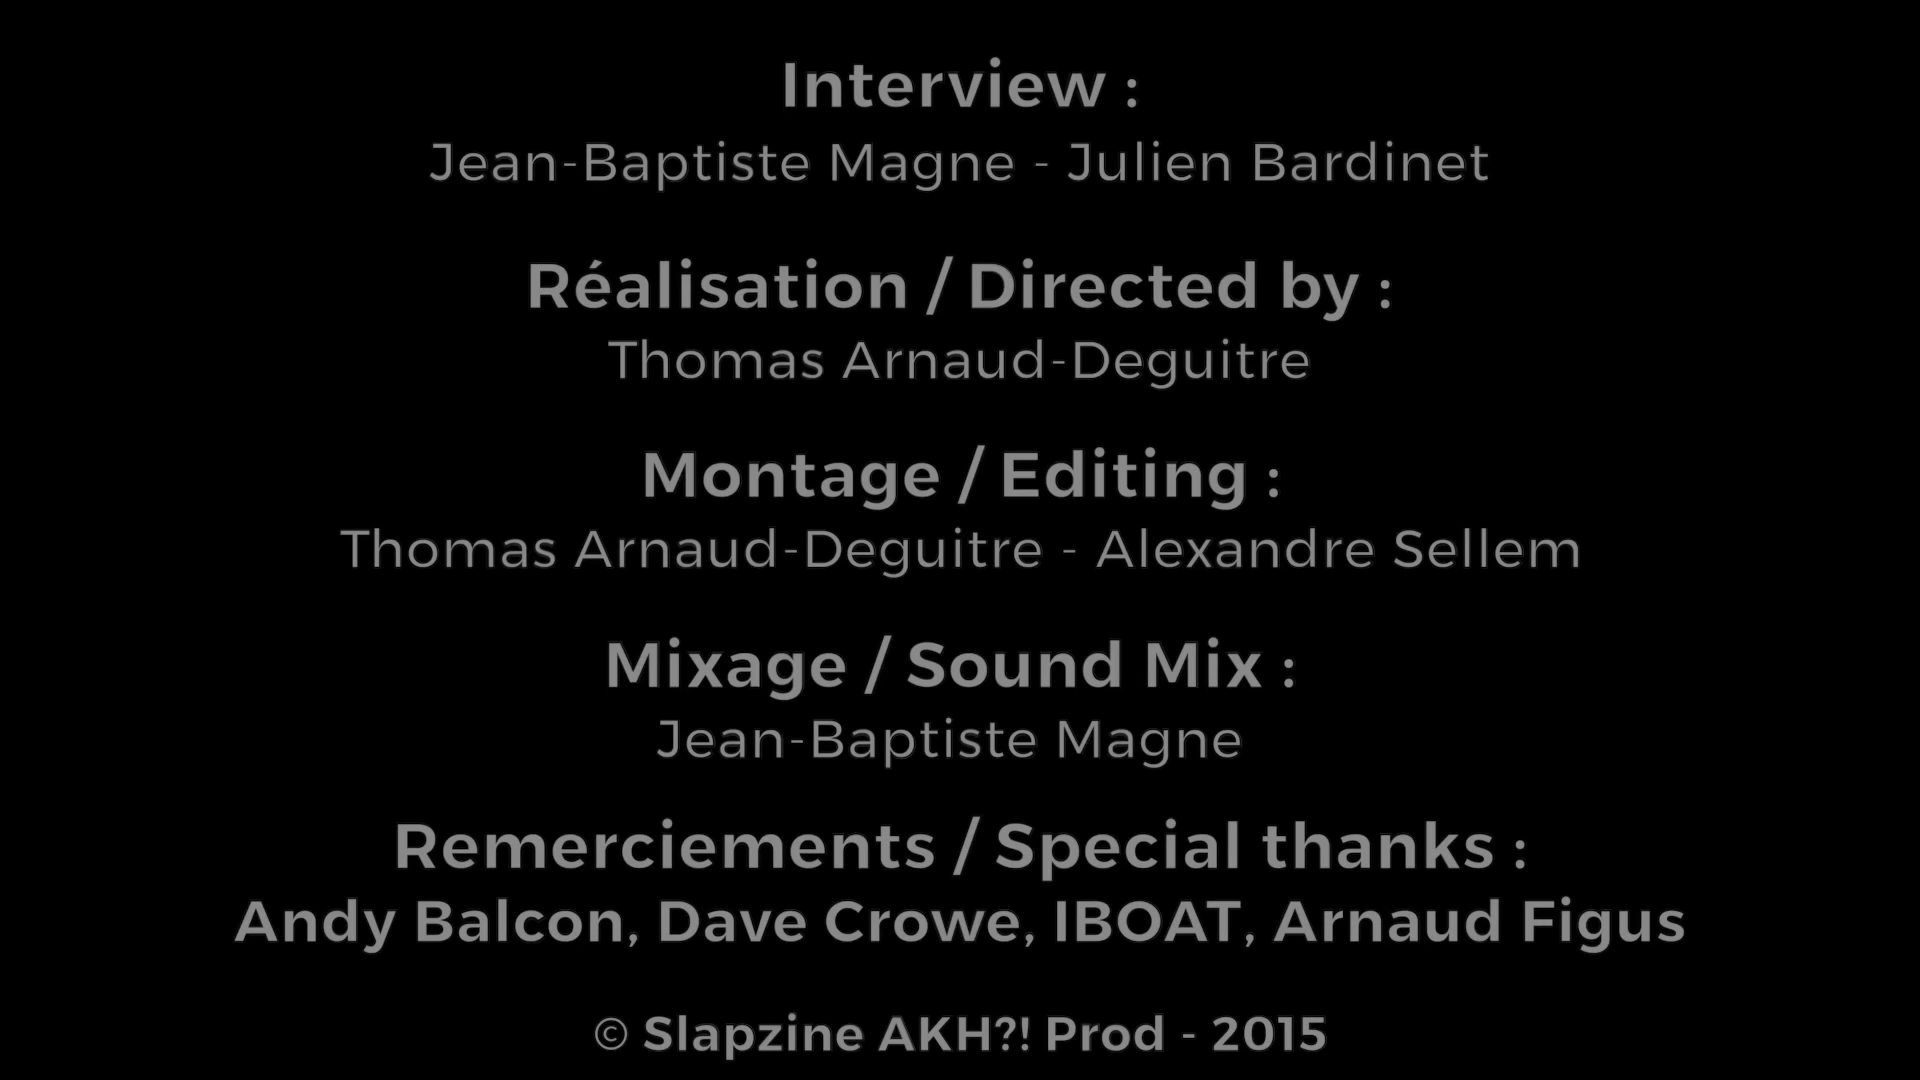 Interview :
Jean-Baptiste Magne - Julien Bardinet
Réalisation / Directed by :
Thomas Arnaud-Deguitre
Montage / Editing :
Thomas Arnaud-Deguitre - Alexandre Sellem
Mixage / Sound Mix :
Jean-Baptiste Magne
Remerciements / Special thanks :
Andy Balcon, Dave Crowe, IBOAT, Arnaud Figus
© Slapzine AKH?! Prod - 2015